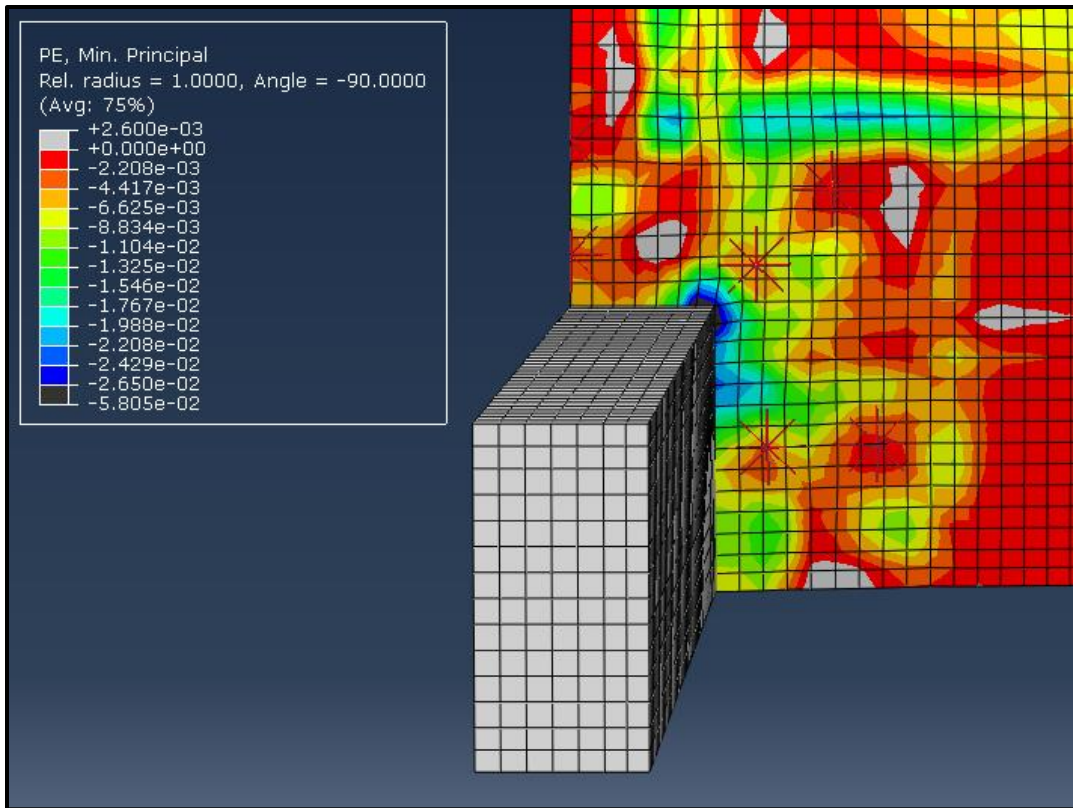 PE, Min. Principal
Rel. radius = 1.0000, Angle = -90.0000
(Avg: 75%)
+2.600e-03
+0.000e+00
-2.208e-03
-4.417e-03
-6.625e-03
-8.834e-03
-1.104e-02
-1.325e-02
-1.546e-02
-1.767e-02
-1.988e-02
-2.208e-02
-2.429e-02
-2.650e-02
-5.805e-02